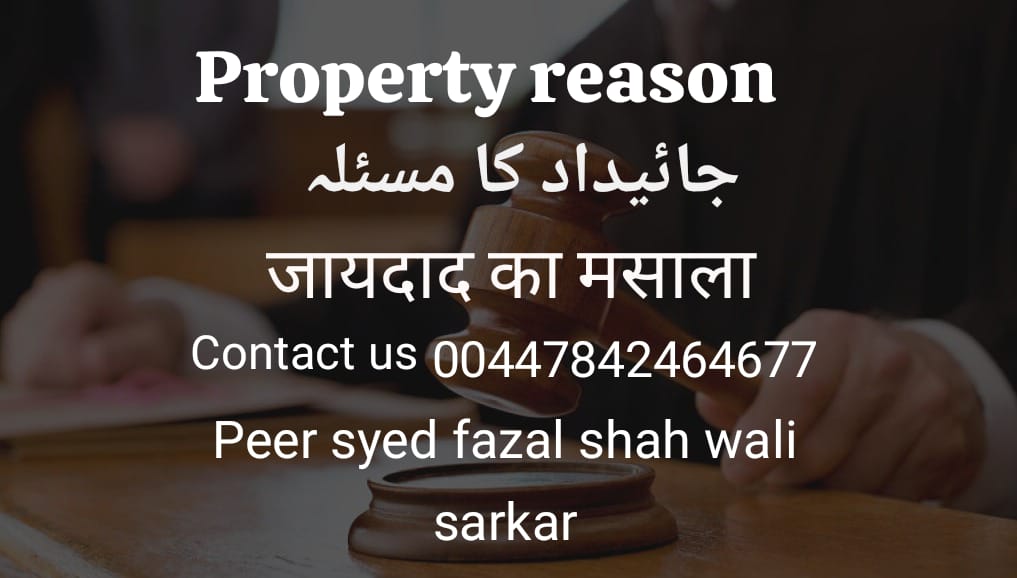 Property reason
جائیداد کا مسئلہ
जायदाद का मसाला
Contact us 00447842464677
Peer syed fazal shah wali
sarkar